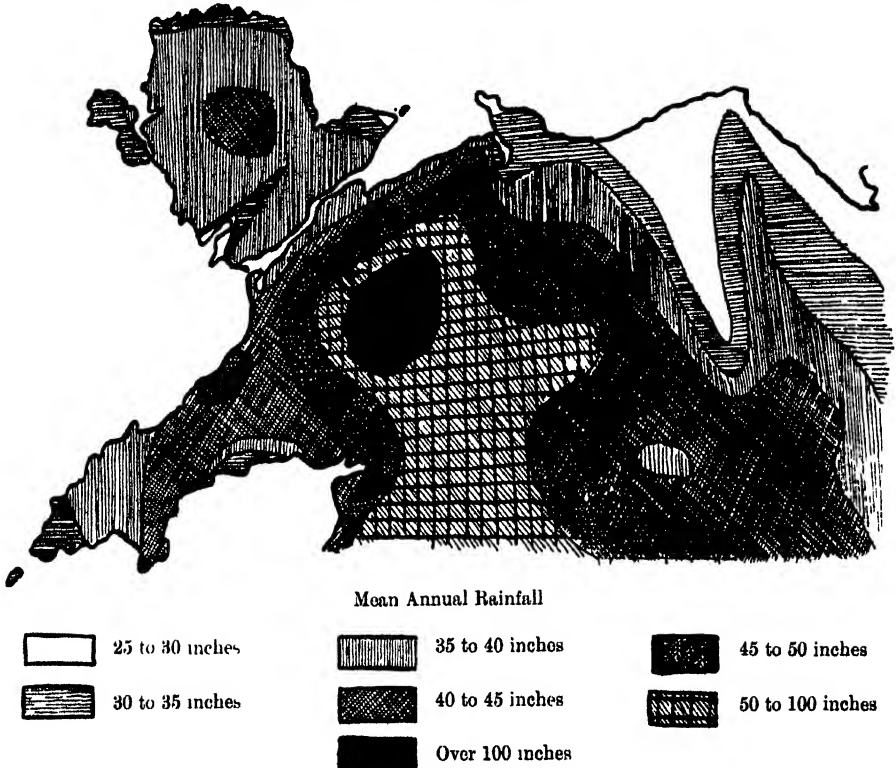 Mean Annual Rainfall
25 to 30 inches
30 to 35 inches
35 to 40 inches
40 to 45 inches
Over 100 inches
45 to 50 inches
50 to 100 inches